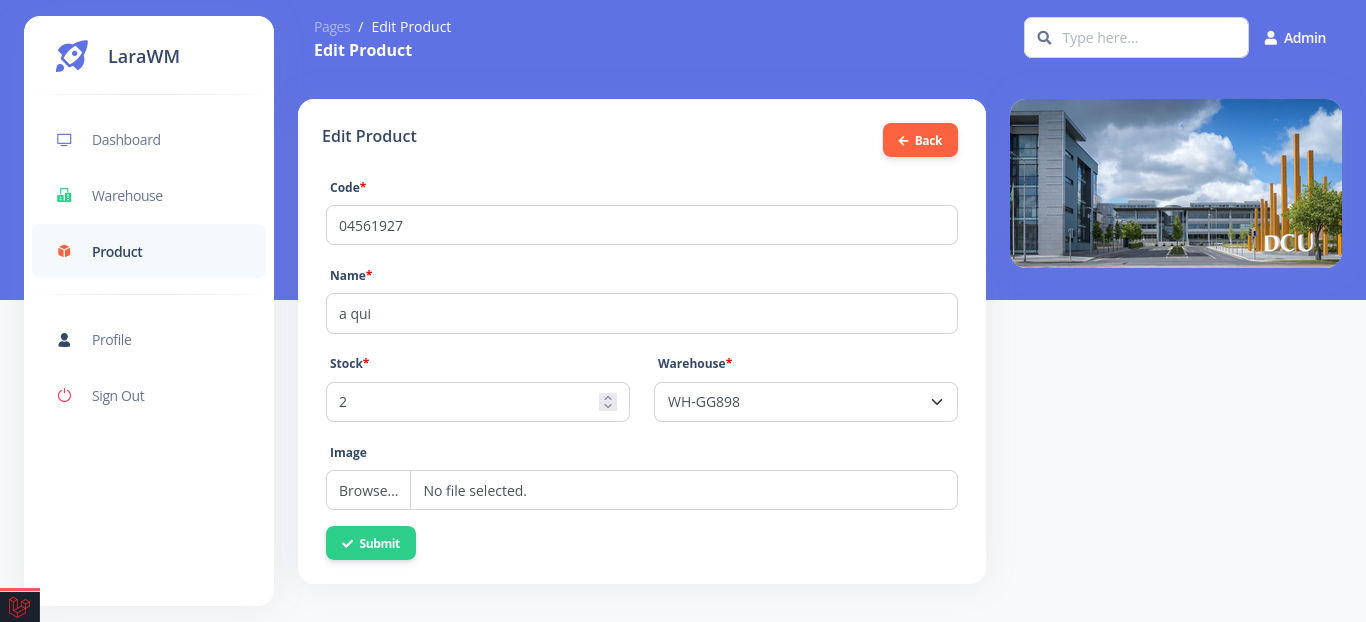 LaraWM
Dashboard
Warehouse
Product
Profile
Sign Out
Pages / Edit Product
Edit Product
Type here...
Admin
Edit Product
Back
Code*
04561927
Name*
a qui
Stock*
2
Warehouse*
WH-GG898
Image
Browse... No file selected.
Submit
DCU